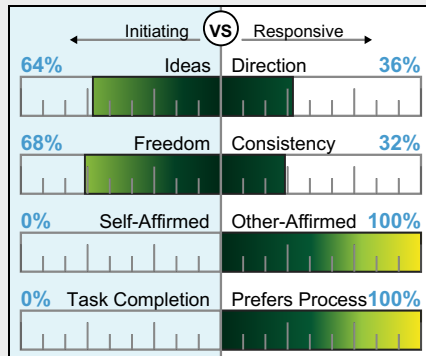 Initiating VS Responsive
64% Ideas Direction 36%
68% Freedom Consistency 32%
0% Self-Affirmed Other-Affirmed 100%
0% Task Completion Prefers Process 100%